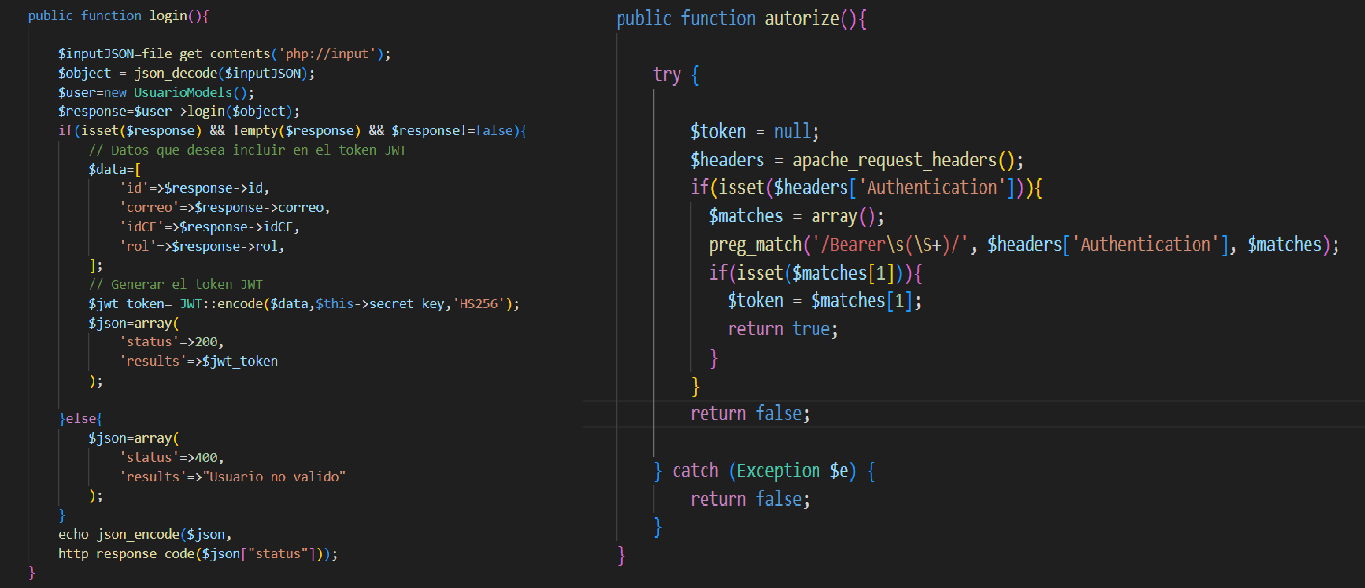 public function login(){
$inputJSON=file_get_contents('php://input');
$object = json_decode($inputJSON);
$user=new UsuarioModels();
$response=$user->login($object);
if(isset($response) && !empty($response) && $response!=false){
// Datos que desea incluir en el token JWT
$data=[
'id'=>$response->id,
'correo'=>$response->correo,
'idCE'=>$response->idCE,
'rol'=>$response->rol,
];
// Generar el token JWT
$jwt_token= JWT::encode($data,$this->secret_key,'HS256');
$json=array(
'status'=>200,
'results'=>$jwt_token
);
}else{
$json=array(
'status'=>400,
'results'=>"Usuario no valido"
);
}
echo json_encode($json,
http_response_code($json["status"]));
}
public function autorize(){
try {
$token = null;
$headers = apache_request_headers();
if(isset($headers['Authentication'])){
$matches = array();
preg_match('/Bearer\s(\S+)/', $headers['Authentication'], $matches);
if(isset($matches[1])){
$token = $matches[1];
return true;
}
}
return false;
} catch (Exception $e) {
return false;
}
}